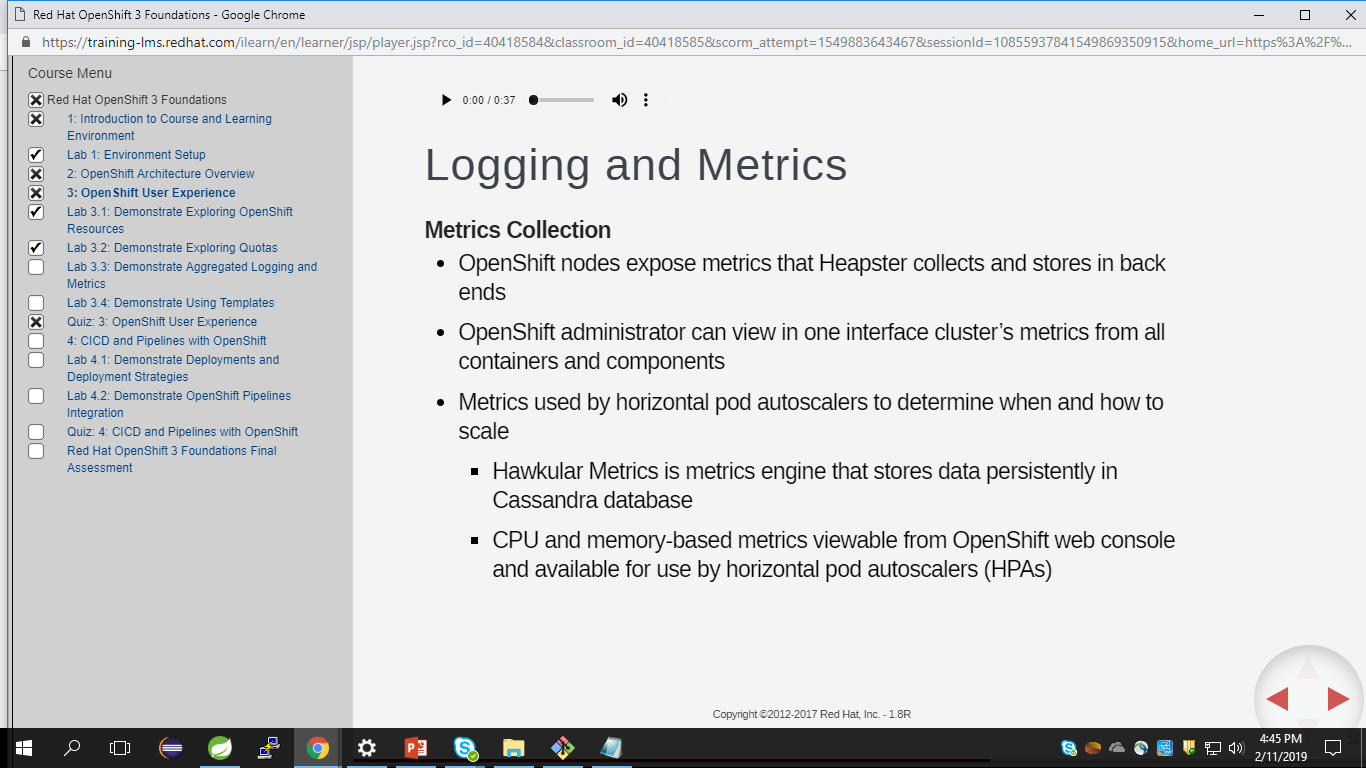 Red Hat OpenShift 3 Foundations - Google Chrome
https://training-lms.redhat.com/ilearn/en/learner/jsp/player.jsp?rco_id=40418584&classroom_id=40418585&scorm_attempt=1549883643467&sessionId=10855937841549869350915&home_url=https%3A%2F%...
Course Menu
Red Hat OpenShift 3 Foundations
1: Introduction to Course and Learning
Environment
Lab 1: Environment Setup
2: OpenShift Architecture Overview
3: OpenShift User Experience
Lab 3.1: Demonstrate Exploring OpenShift
Resources
Lab 3.2: Demonstrate Exploring Quotas
Lab 3.3: Demonstrate Aggregated Logging and
Metrics
Lab 3.4: Demonstrate Using Templates
Quiz: 3: OpenShift User Experience
4: CICD and Pipelines with OpenShift
Lab 4.1: Demonstrate Deployments and
Deployment Strategies
Lab 4.2: Demonstrate OpenShift Pipelines
Integration
Quiz: 4: CICD and Pipelines with OpenShift
Red Hat OpenShift 3 Foundations Final
Assessment
0:00 / 0:37
Logging and Metrics
Metrics Collection
• OpenShift nodes expose metrics that Heapster collects and stores in back
ends
• OpenShift administrator can view in one interface cluster’s metrics from all
containers and components
• Metrics used by horizontal pod autoscalers to determine when and how to
scale
▪ Hawkular Metrics is metrics engine that stores data persistently in
Cassandra database
▪ CPU and memory-based metrics viewable from OpenShift web console
and available for use by horizontal pod autoscalers (HPAs)
Copyright ©2012-2017 Red Hat, Inc. - 1.8R
4:45 PM
2/11/2019